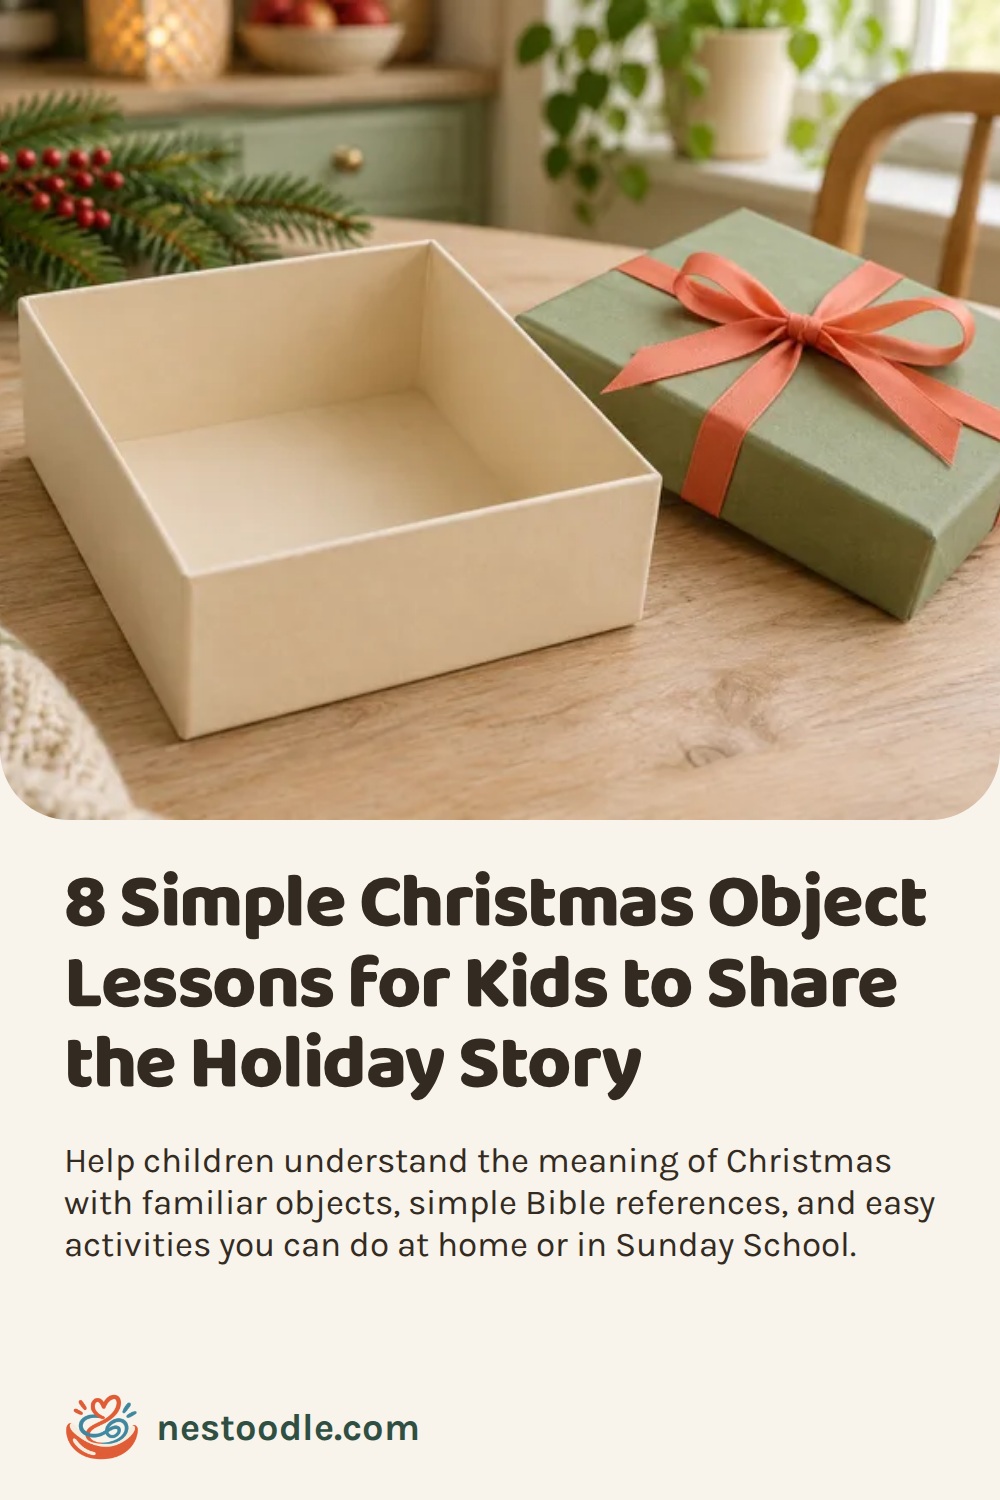 8 Simple Christmas Object
Lessons for Kids to Share
the Holiday Story
Help children understand the meaning of Christmas
with familiar objects, simple Bible references, and easy
activities you can do at home or in Sunday School.
nestoodle.com